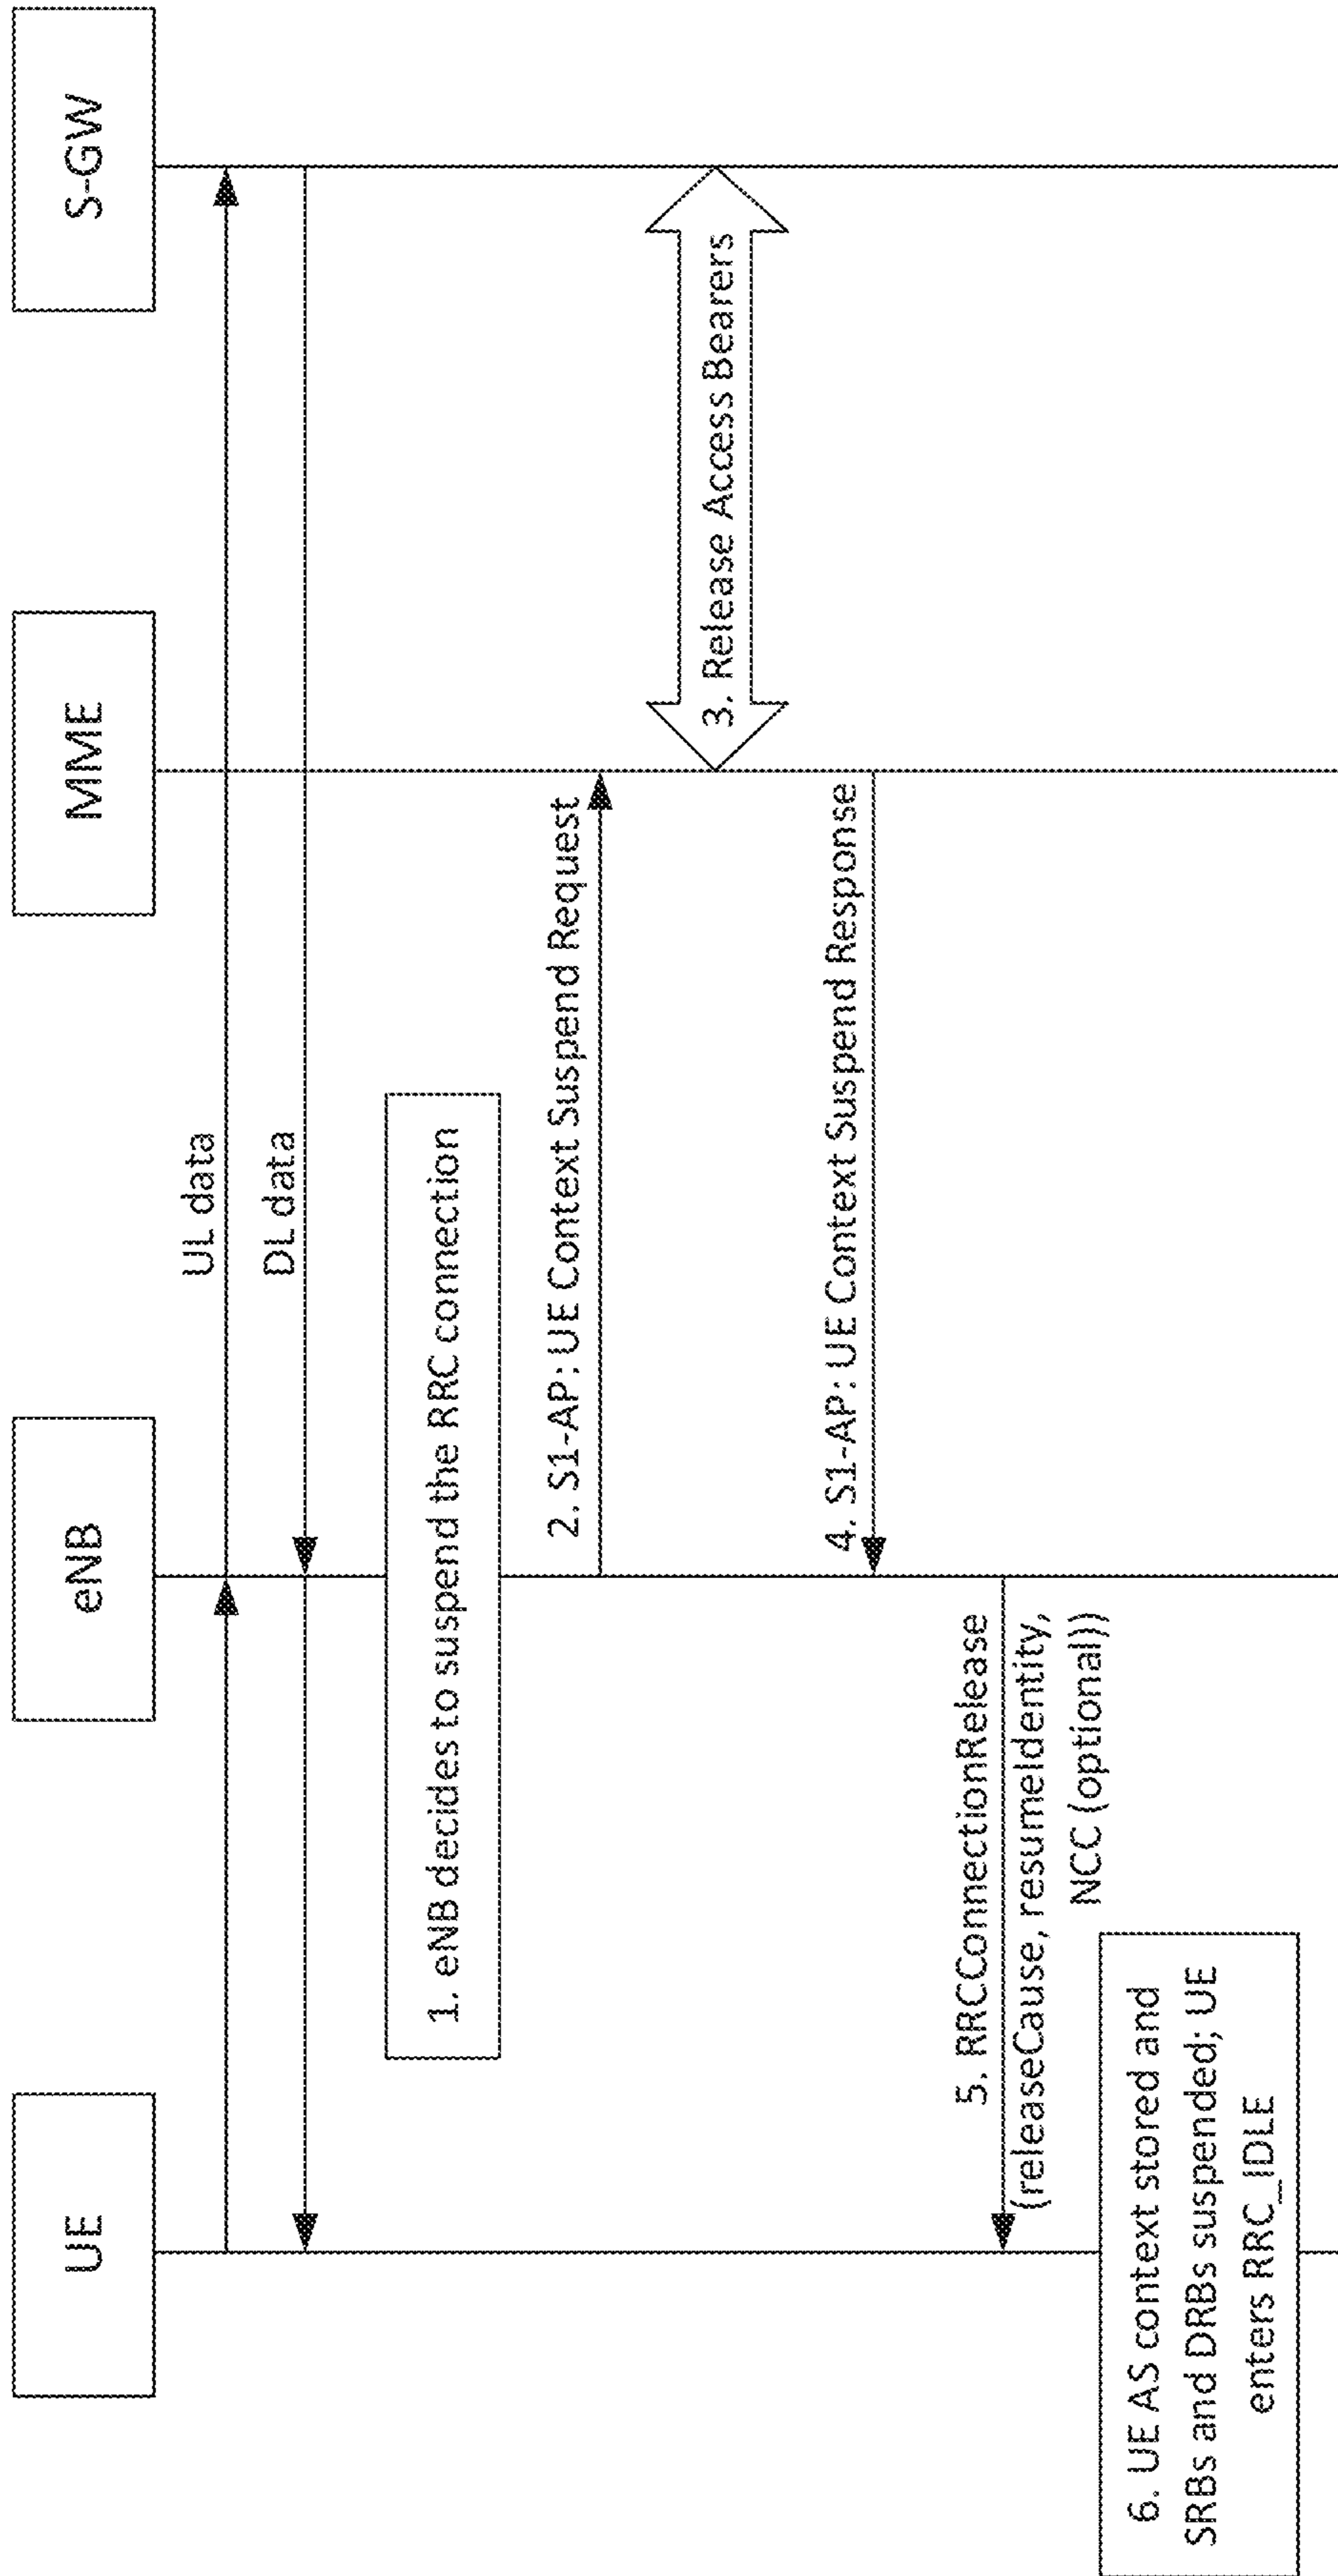 UE
eNB
MME
S-GW
UL data
DL data
1. eNB decides to suspend the RRC connection
2. S1-AP: UE Context Suspend Request
3. Release Access Bearers
4. S1-AP: UE Context Suspend Response
5. RRCConnectionRelease
(releaseCause, resumeIdentity,
NCC (optional))
6. UE AS context stored and
SRBs and DRBs suspended; UE
enters RRC_IDLE